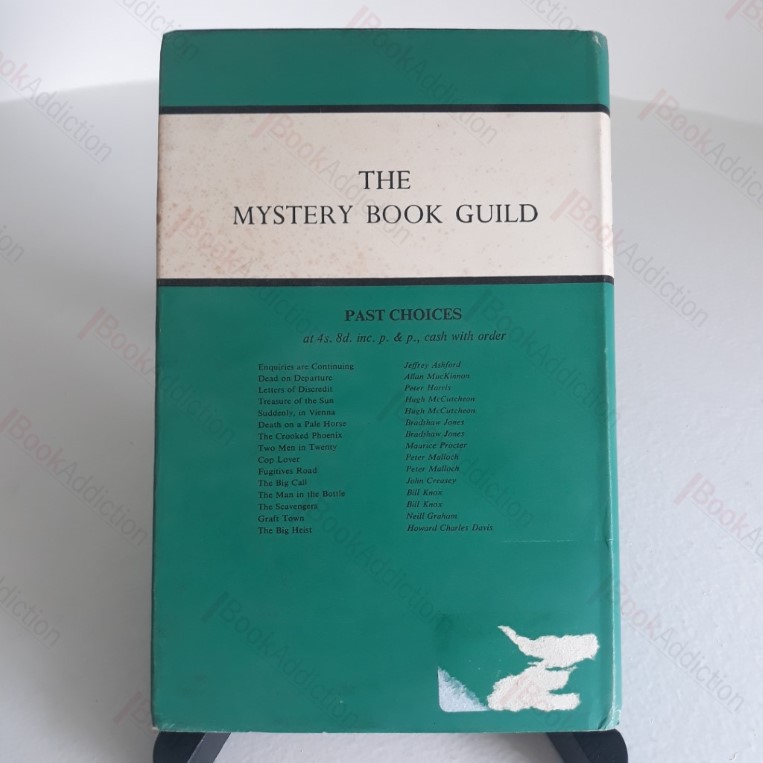 THE
MYSTERY BOOK GUILD
PAST CHOICES
at 4s. 8d. inc. p. & p., cash with order
Enquiries are Continuing Jeffrey Ashford
Dead on Departure Allan MacKinnon
Letters of Discredit Peter Harris
Treasure of the Sun Hugh McCutcheon
Suddenly, in Vienna Hugh McCutcheon
Death on a Pale Horse Bradshaw Jones
The Crooked Phoenix Bradshaw Jones
Two Men in Twenty Maurice Procter
Cop Lover Peter Malloch
Fugitives Road Peter Malloch
The Big Call John Creasey
The Man in the Bottle Bill Knox
The Scavengers Bill Knox
Graft Town Neill Graham
The Big Heist Howard Charles Davis
BookAddiction